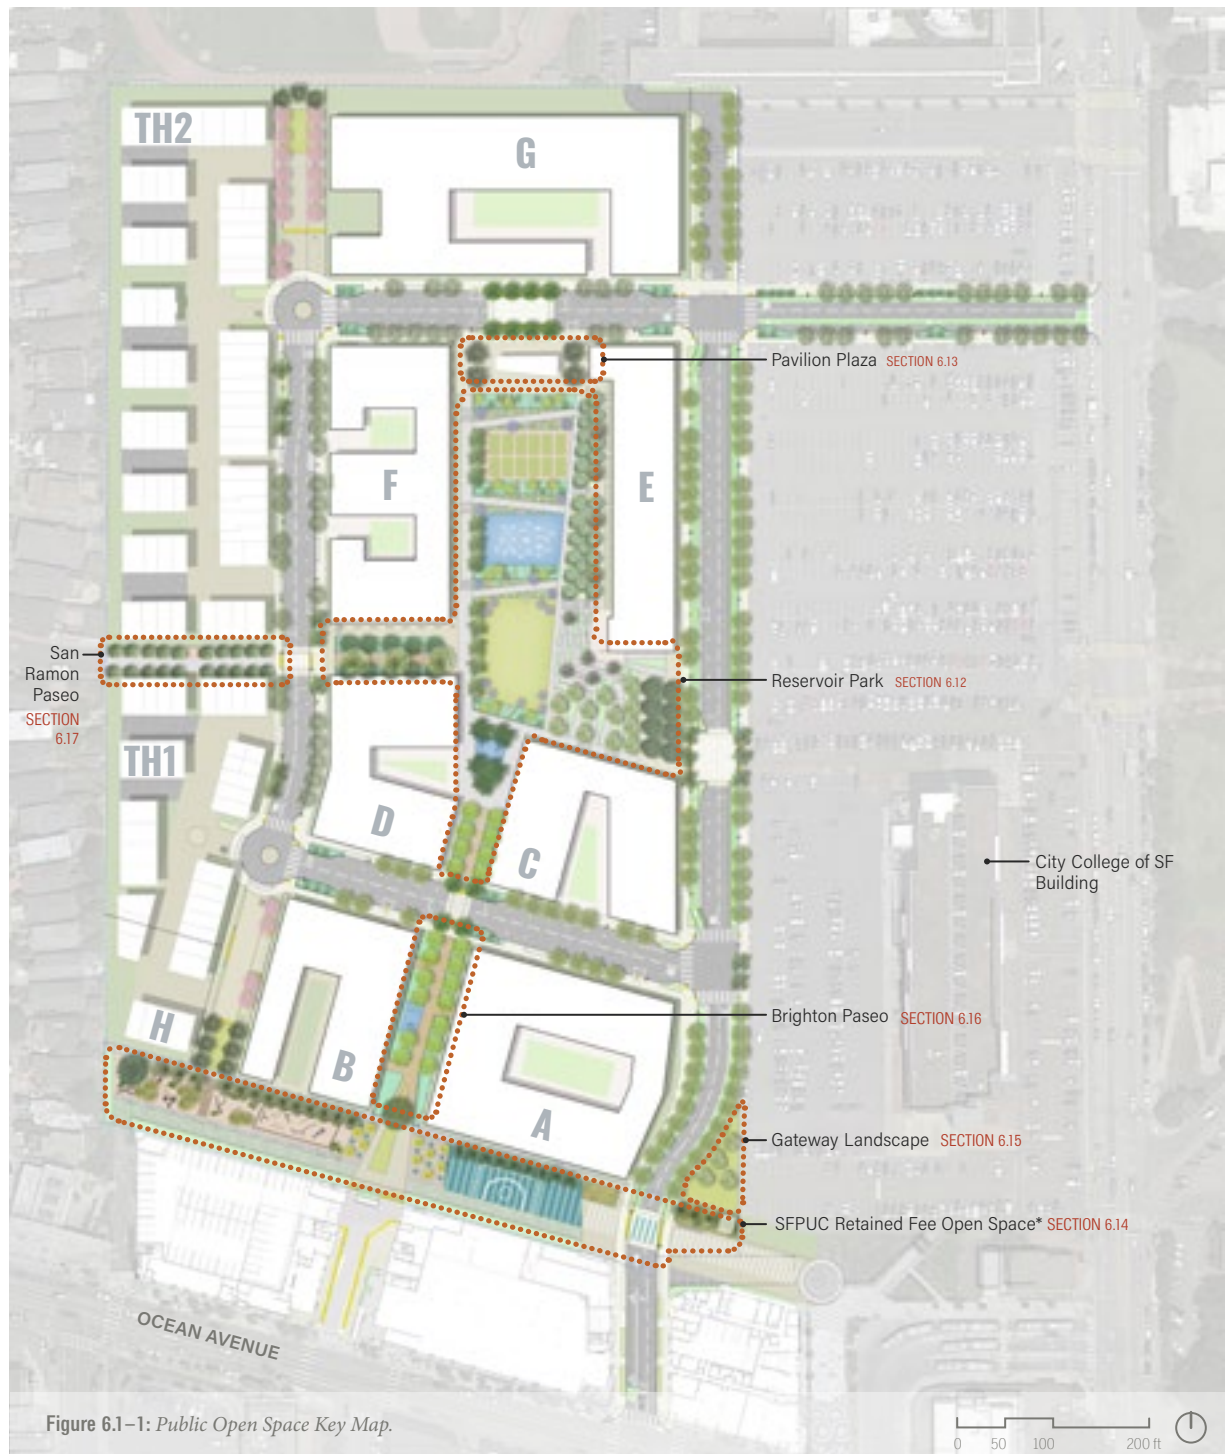 TH2
G
Pavilion Plaza SECTION 6.13
F
E
San
Ramon
Paseo
SECTION
6.17
Reservoir Park SECTION 6.12
TH1
D
C
City College of SF
Building
H
B
A
Brighton Paseo SECTION 6.16
Gateway Landscape SECTION 6.15
SFPUC Retained Fee Open Space* SECTION 6.14
OCEAN AVENUE
Figure 6.1–1: Public Open Space Key Map.
0 50 100 200 ft